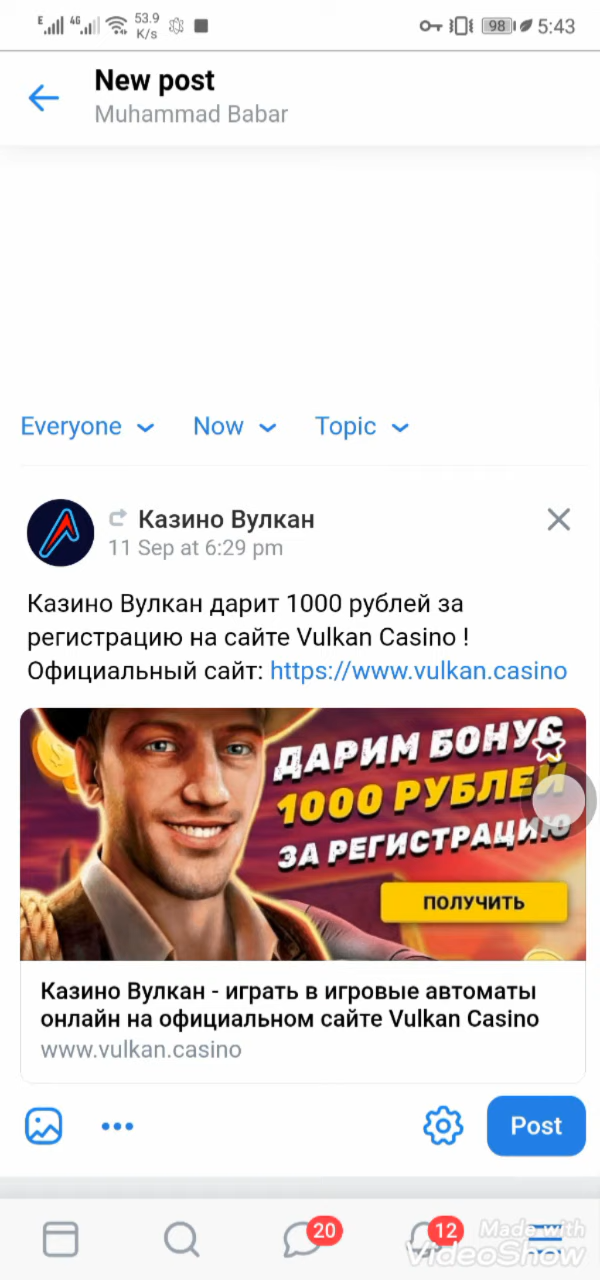 E 4G 53.9 K/s 98 5:43
New post
Muhammad Babar
Everyone Now Topic
Казино Вулкан
11 Sep at 6:29 pm
Казино Вулкан дарит 1000 рублей за
регистрацию на сайте Vulkan Casino !
Официальный сайт: https://www.vulkan.casino
ДАРИМ БОНУС
1000 РУБЛЕЙ
ЗА РЕГИСТРАЦИЮ
ПОЛУЧИТЬ
Казино Вулкан - играть в игровые автоматы
онлайн на официальном сайте Vulkan Casino
www.vulkan.casino
Post
20 12
Made with
VideoShow